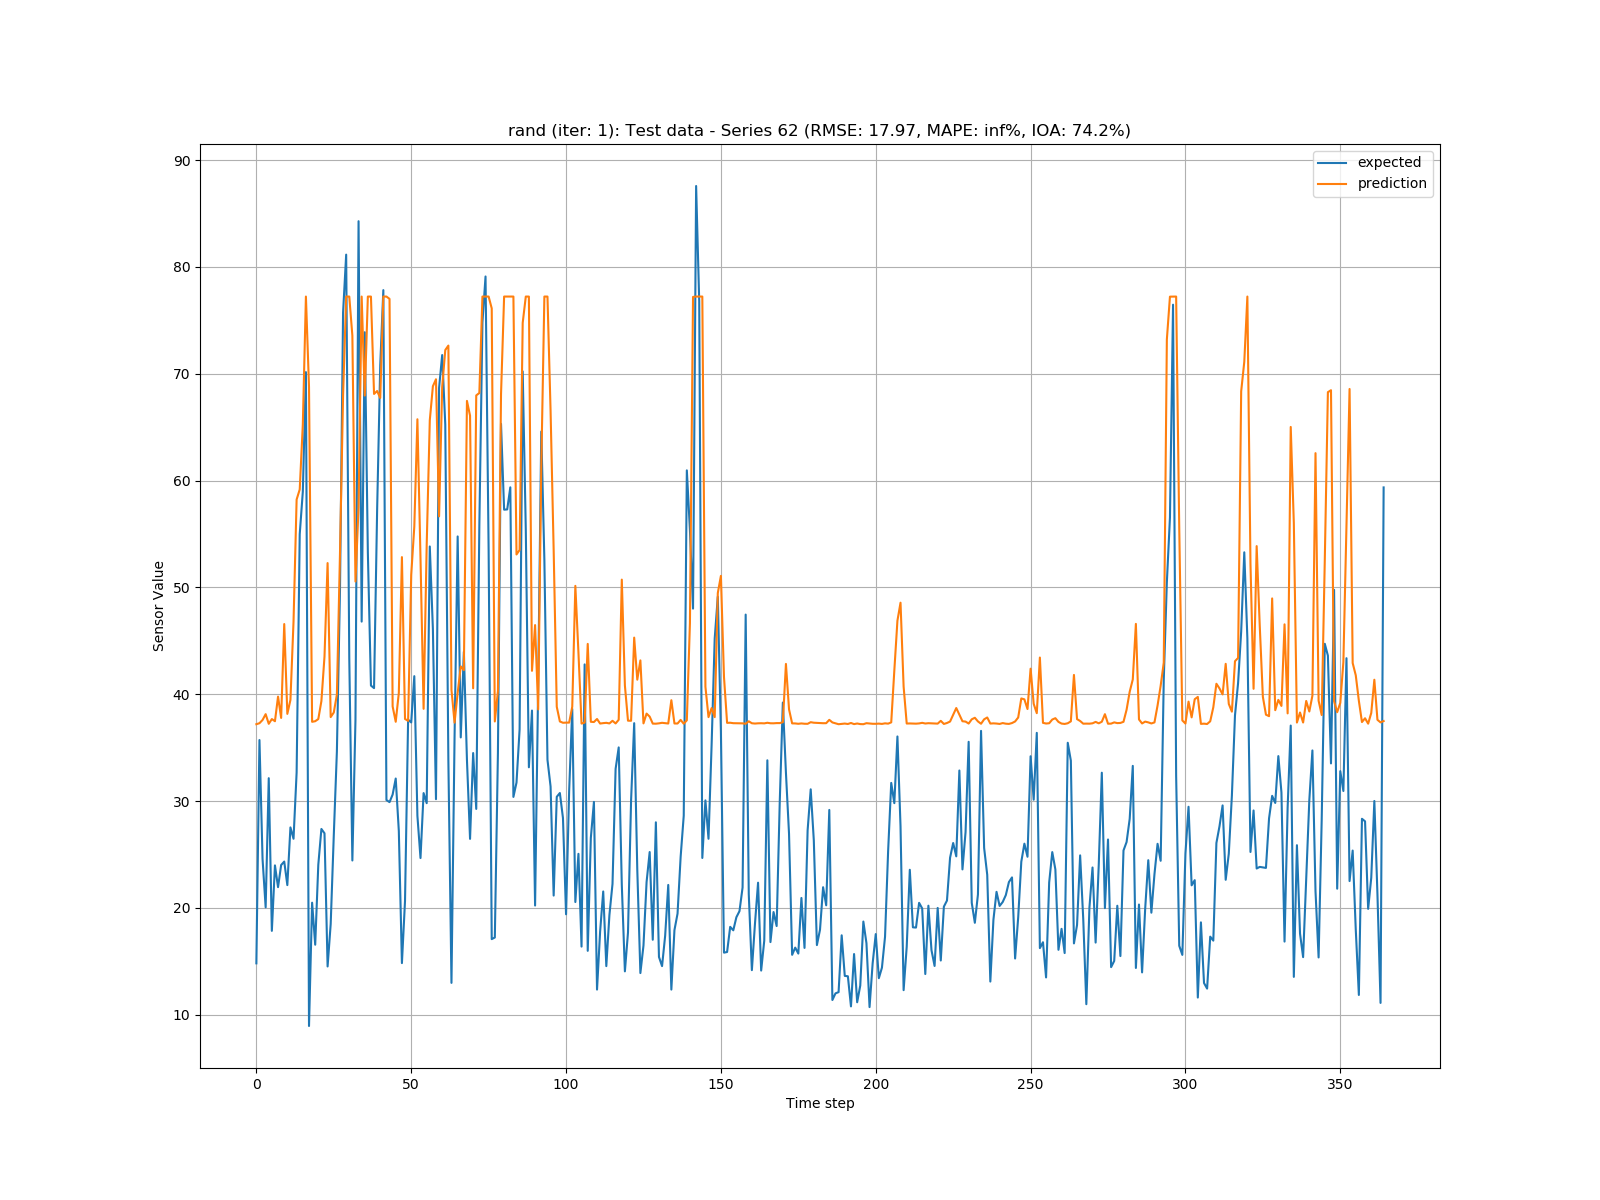 rand (iter: 1): Test data - Series 62 (RMSE: 17.97, MAPE: inf%, IOA: 74.2%)
expected
prediction
Sensor Value
90
80
70
60
50
40
30
20
10
0 50 100 150 200 250 300 350
Time step